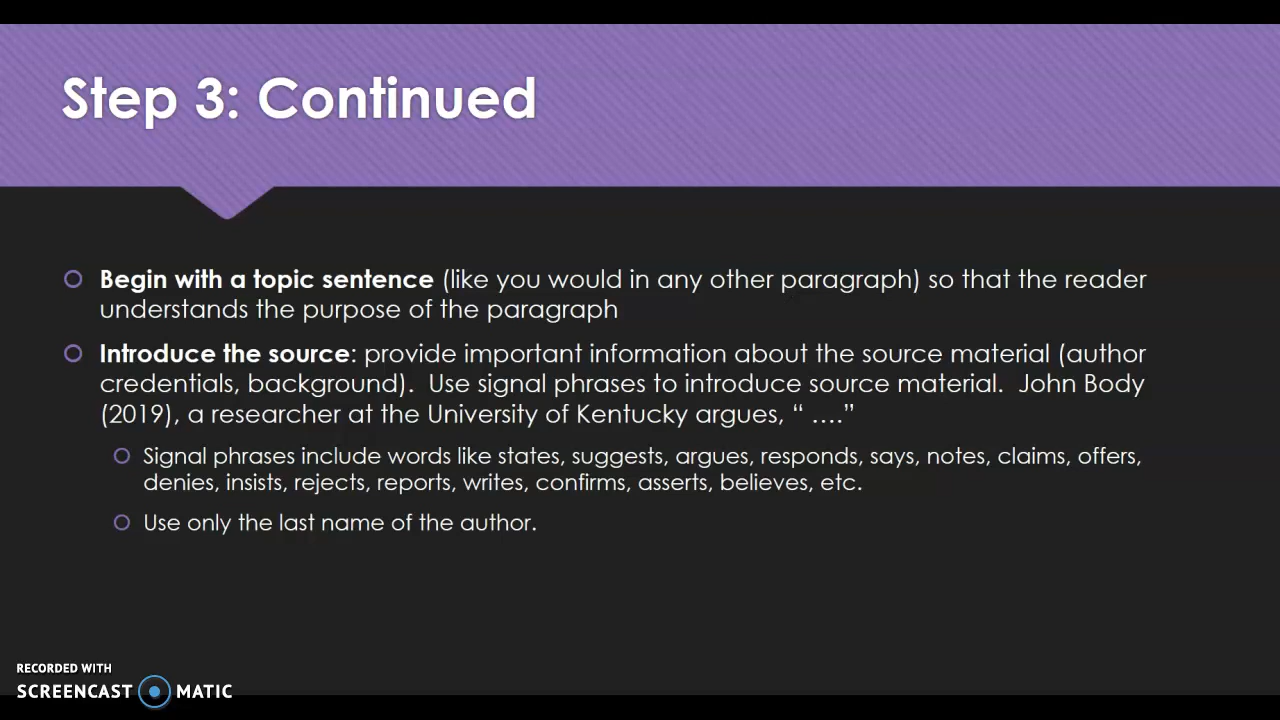 Step 3: Continued
Begin with a topic sentence (like you would in any other paragraph) so that the reader
understands the purpose of the paragraph
Introduce the source: provide important information about the source material (author
credentials, background).  Use signal phrases to introduce source material.  John Body
(2019), a researcher at the University of Kentucky argues, “ ….”
Signal phrases include words like states, suggests, argues, responds, says, notes, claims, offers,
denies, insists, rejects, reports, writes, confirms, asserts, believes, etc.
Use only the last name of the author.
RECORDED WITH
SCREENCAST MATIC